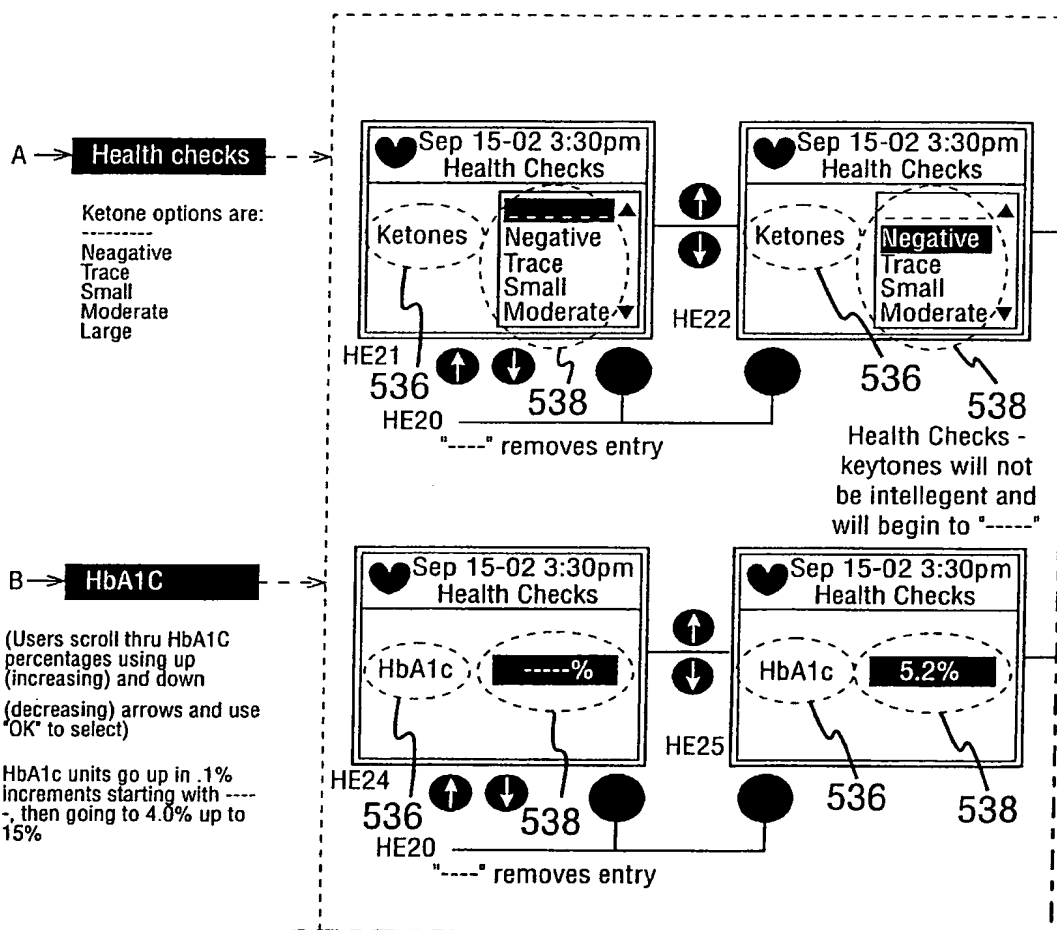 A
Health checks
Ketone options are:
---------
Neagative
Trace
Small
Moderate
Large
Sep 15-02 3:30pm
Health Checks
Ketones
Negative
Trace
Small
Moderate
HE21
536
538
HE20
"----" removes entry
HE22
Sep 15-02 3:30pm
Health Checks
Ketones
Negative
Trace
Small
Moderate
536
538
Health Checks -
keytones will not
be intellegent and
will begin to "-----"
B
HbA1C
(Users scroll thru HbA1C
percentages using up
(increasing) and down
(decreasing) arrows and use
"OK" to select)
HbA1c units go up in .1%
increments starting with ----
-, then going to 4.0% up to
15%
Sep 15-02 3:30pm
Health Checks
HbA1c
-----%
HE24
536
538
HE20
"----" removes entry
HE25
Sep 15-02 3:30pm
Health Checks
HbA1c
5.2%
536
538